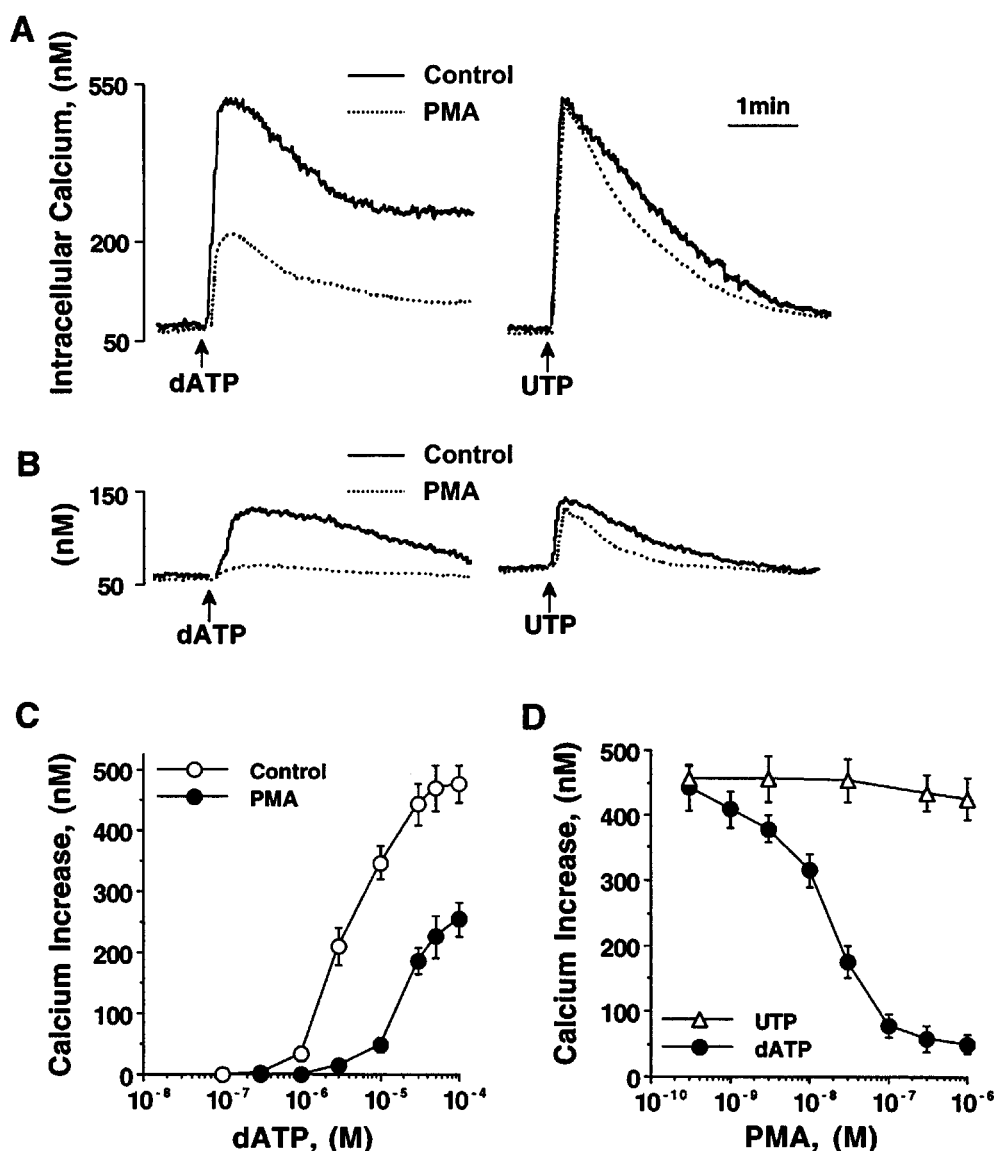 A
Intracellular Calcium, (nM)
550
200
50
Control
PMA
1min
dATP
UTP
B
(nM)
150
50
Control
PMA
dATP
UTP
C
Calcium Increase, (nM)
500
400
300
200
100
0
Control
PMA
10⁻⁸ 10⁻⁷ 10⁻⁶ 10⁻⁵ 10⁻⁴
dATP, (M)
D
Calcium Increase, (nM)
500
400
300
200
100
0
UTP
dATP
10⁻¹⁰ 10⁻⁹ 10⁻⁸ 10⁻⁷ 10⁻⁶
PMA, (M)